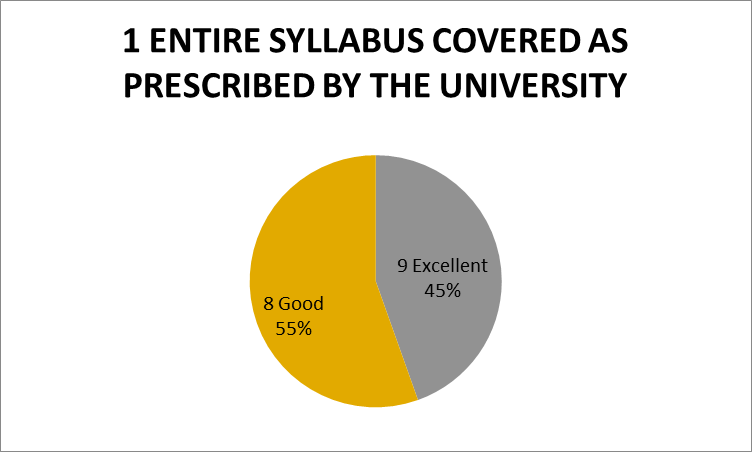 1 ENTIRE SYLLABUS COVERED AS
PRESCRIBED BY THE UNIVERSITY
9 Excellent
45%
8 Good
55%